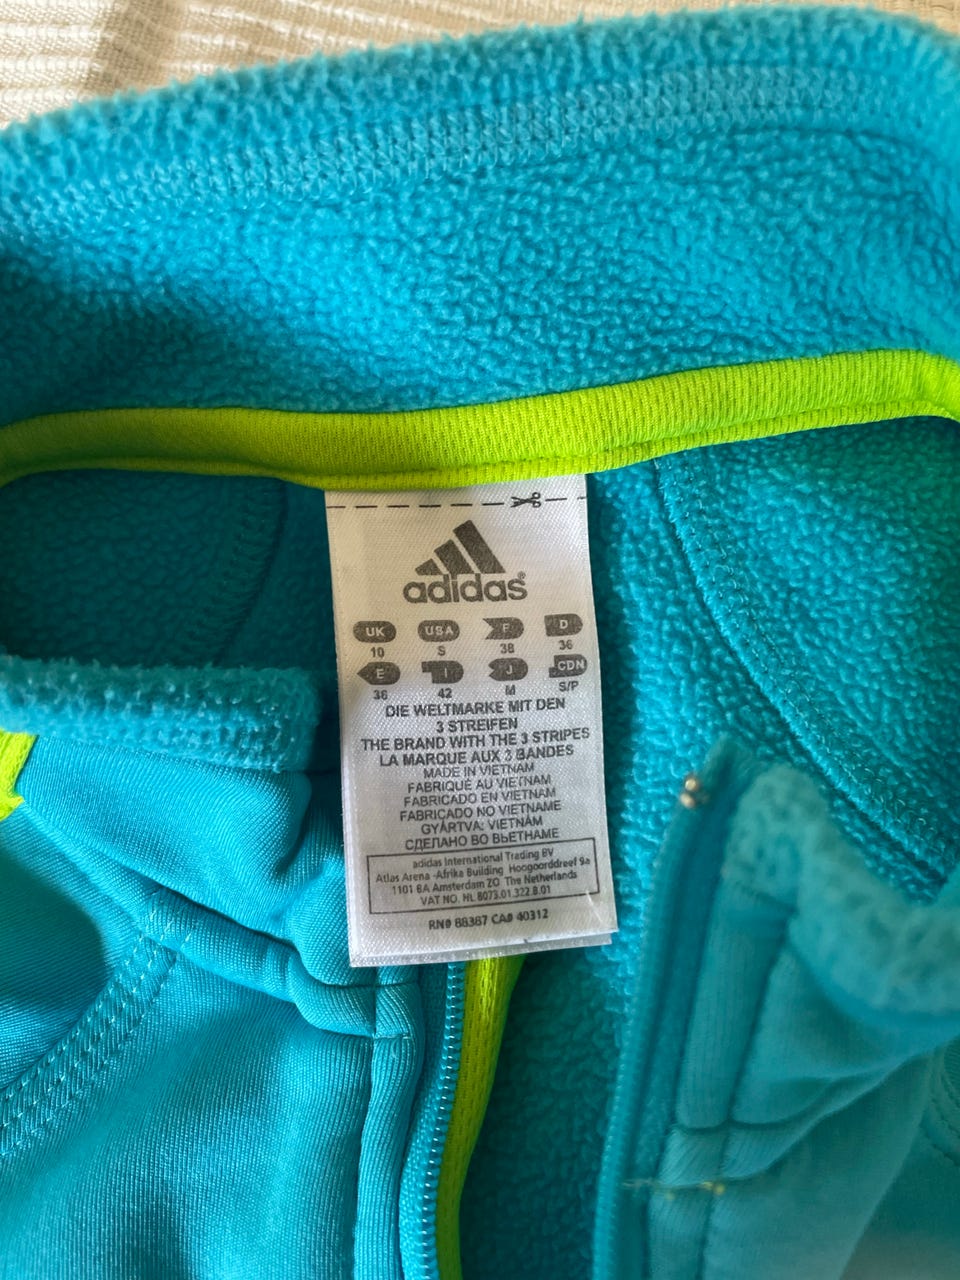 adidas®
UK USA F D
10 S 38 36
E I J CDN
36 42 M S/P
DIE WELTMARKE MIT DEN
3 STREIFEN
THE BRAND WITH THE 3 STRIPES
LA MARQUE AUX 3 BANDES
MADE IN VIETNAM
FABRIQUÉ AU VIETNAM
FABRICADO EN VIETNAM
FABRICADO NO VIETNAME
GYÁRTVA: VIETNÁM
СДЕЛАНО ВО ВЬЕТНАМЕ
adidas International Trading BV
Atlas Arena -Afrika Building Hoogoorddreef 9a
1101 BA Amsterdam ZO The Netherlands
VAT NO. NL 8073.01.322.B.01
RN# 88387 CA# 40312